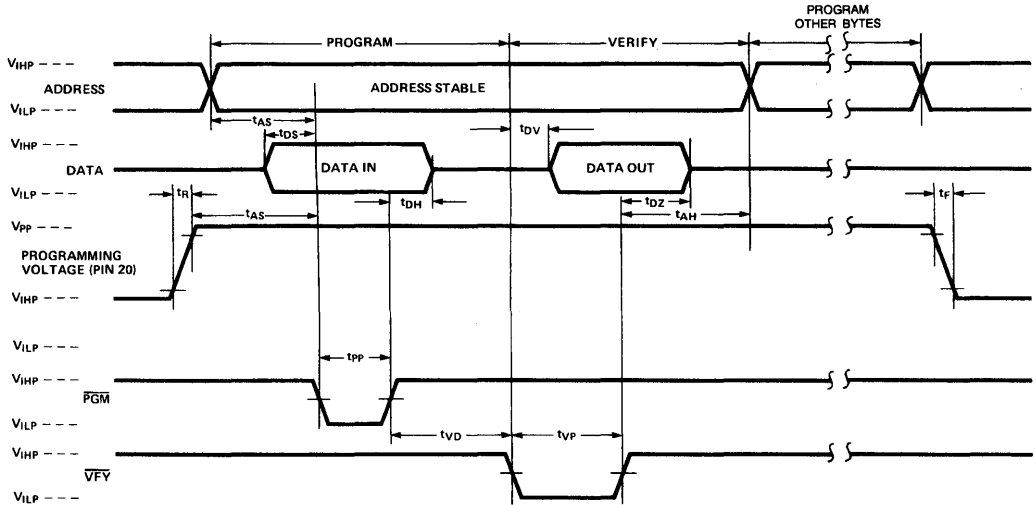 PROGRAM
OTHER BYTES
PROGRAM
VERIFY
VIHP
ADDRESS
ADDRESS STABLE
VILP
tAS
tDS
tDV
VIHP
DATA
DATA IN
DATA OUT
VILP
tR
tAS
tDH
tDZ
tAH
tF
VPP
PROGRAMMING
VOLTAGE (PIN 20)
VIHP
VILP
tPP
VIHP
PGM
VILP
tVD
tVP
VIHP
VFY
VILP